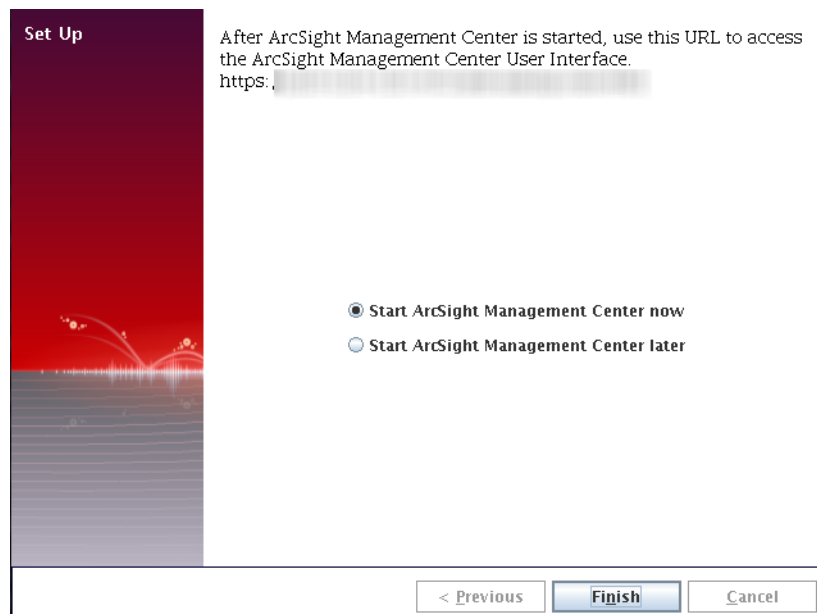 Set Up
After ArcSight Management Center is started, use this URL to access
the ArcSight Management Center User Interface.
https:
Start ArcSight Management Center now
Start ArcSight Management Center later
< Previous
Finish
Cancel